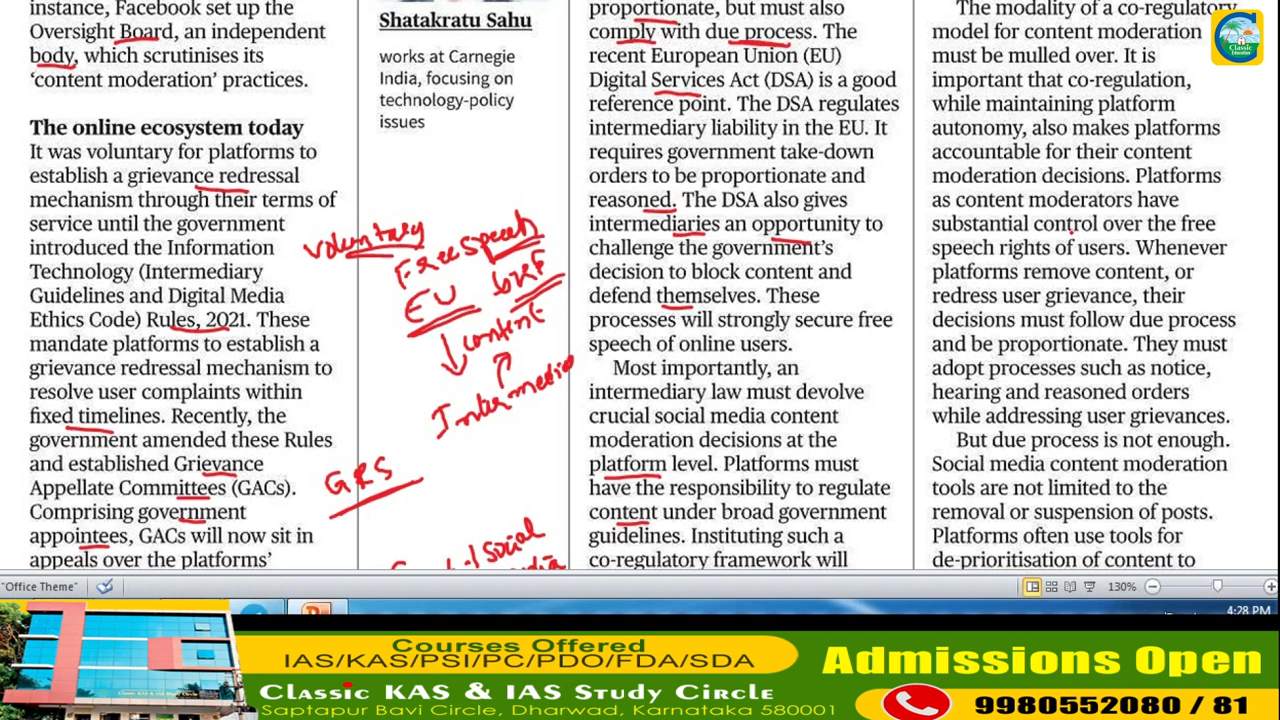 instance, Facebook set up the
Oversight Board, an independent
body, which scrutinises its
‘content moderation’ practices.
The online ecosystem today
It was voluntary for platforms to
establish a grievance redressal
mechanism through their terms of
service until the government
introduced the Information
Technology (Intermediary
Guidelines and Digital Media
Ethics Code) Rules, 2021. These
mandate platforms to establish a
grievance redressal mechanism to
resolve user complaints within
fixed timelines. Recently, the
government amended these Rules
and established Grievance
Appellate Committees (GACs).
Comprising government
appointees, GACs will now sit in
appeals over the platforms’
Shatakratu Sahu
works at Carnegie
India, focusing on
technology-policy
issues
Voluntary
Free Speech
EU
content
Intermedia
GRS
social
proportionate, but must also
comply with due process. The
recent European Union (EU)
Digital Services Act (DSA) is a good
reference point. The DSA regulates
intermediary liability in the EU. It
requires government take-down
orders to be proportionate and
reasoned. The DSA also gives
intermediaries an opportunity to
challenge the government’s
decision to block content and
defend themselves. These
processes will strongly secure free
speech of online users.
Most importantly, an
intermediary law must devolve
crucial social media content
moderation decisions at the
platform level. Platforms must
have the responsibility to regulate
content under broad government
guidelines. Instituting such a
co-regulatory framework will
The modality of a co-regulatory
model for content moderation
must be mulled over. It is
important that co-regulation,
while maintaining platform
autonomy, also makes platforms
accountable for their content
moderation decisions. Platforms
as content moderators have
substantial control over the free
speech rights of users. Whenever
platforms remove content, or
redress user grievance, their
decisions must follow due process
and be proportionate. They must
adopt processes such as notice,
hearing and reasoned orders
while addressing user grievances.
But due process is not enough.
Social media content moderation
tools are not limited to the
removal or suspension of posts.
Platforms often use tools for
de-prioritisation of content to
Classic
Education
"Office Theme"
130%
4:28 PM
Courses Offered
IAS/KAS/PSI/PC/PDO/FDA/SDA
Classic KAS & IAS Study Circle
Saptapur Bavi Circle, Dharwad, Karnataka 580001
Admissions Open
9980552080 / 81